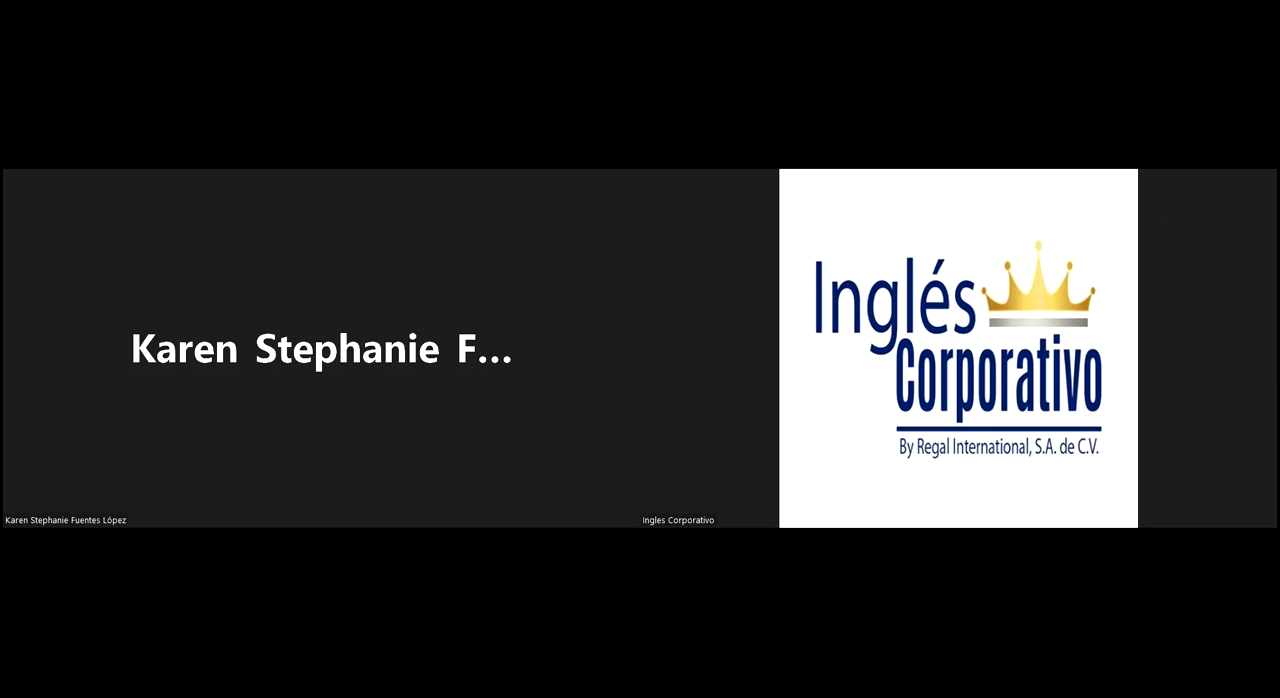 Karen Stephanie F...
Karen Stephanie Fuentes López
Inglés
Corporativo
By Regal International, S.A. de C.V.
Ingles Corporativo